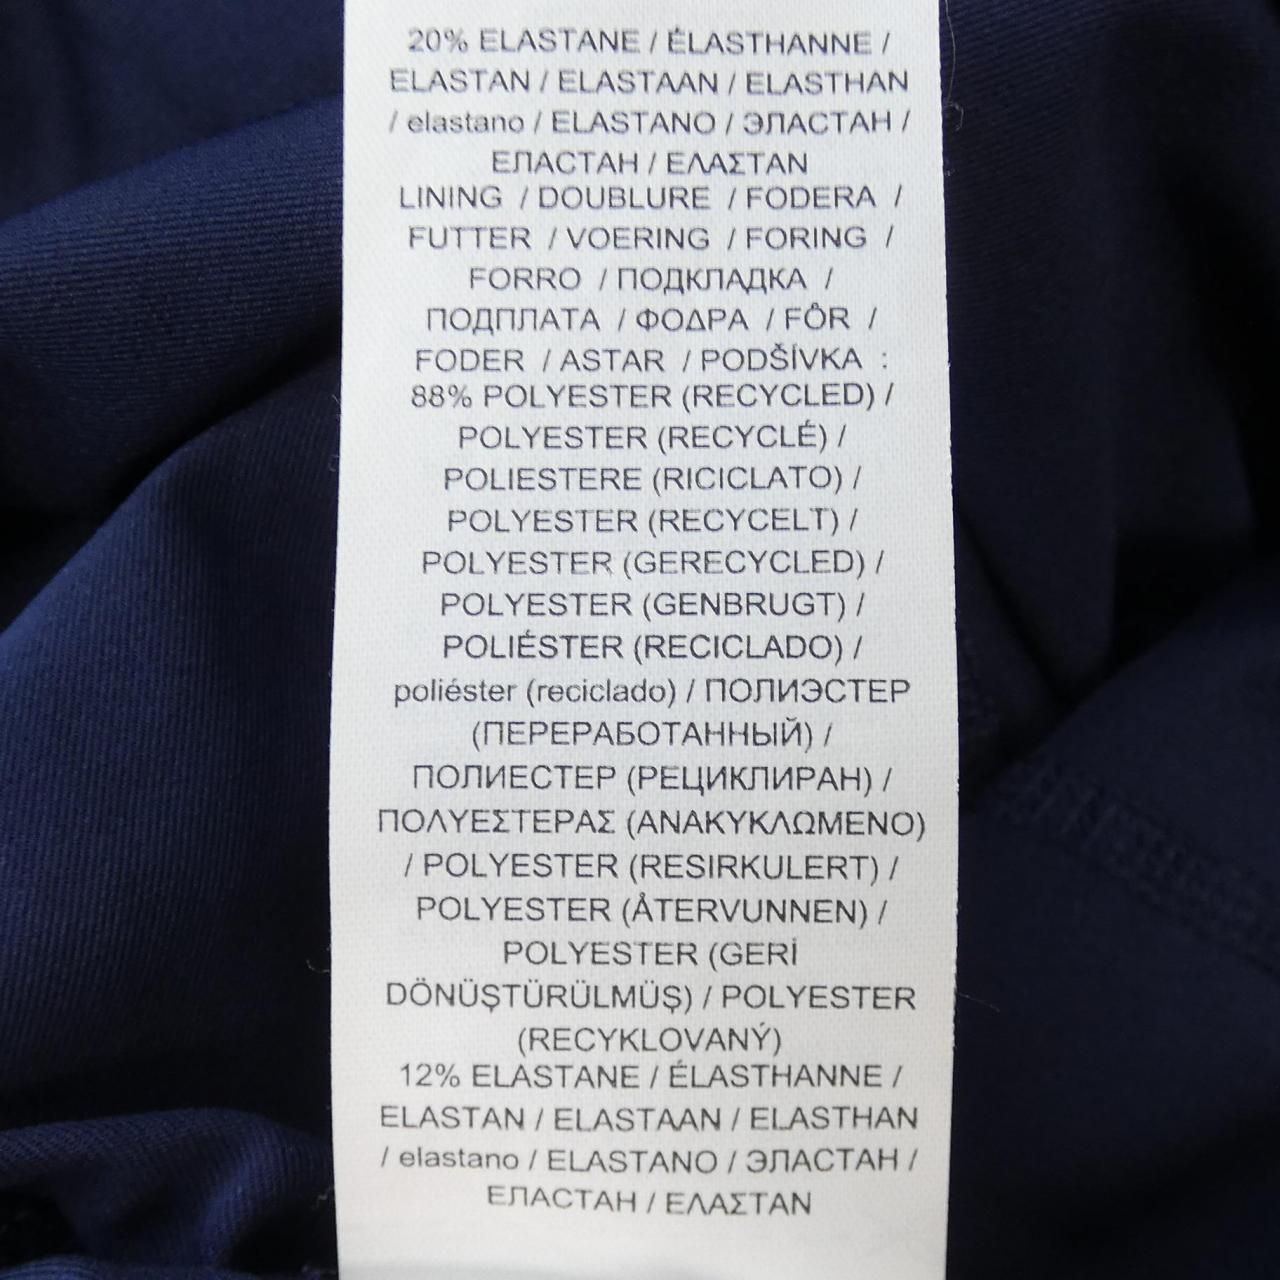 20% ELASTANE / ÉLASTHANNE /
ELASTAN / ELASTAAN / ELASTHAN
/ elastano / ELASTANO / ЭЛАСТАН /
ЕЛАСТАН / ΕΛΑΣΤΑΝ
LINING / DOUBLURE / FODERA /
FUTTER / VOERING / FORING /
FORRO / ПОДКЛАДКА /
ПОДПЛАТА / ΦΟΔΡΑ / FÔR /
FODER / ASTAR / PODŠÍVKA :
88% POLYESTER (RECYCLED) /
POLYESTER (RECYCLÉ) /
POLIESTERE (RICICLATO) /
POLYESTER (RECYCELT) /
POLYESTER (GERECYCLED) /
POLYESTER (GENBRUGT) /
POLIÉSTER (RECICLADO) /
poliéster (reciclado) / ПОЛИЭСТЕР
(ПЕРЕРАБОТАННЫЙ) /
ПОЛИЕСТЕР (РЕЦИКЛИРАН) /
ΠΟΛΥΕΣΤΕΡΑΣ (ΑΝΑΚΥΚΛΩΜΕΝΟ)
/ POLYESTER (RESIRKULERT) /
POLYESTER (ÅTERVUNNEN) /
POLYESTER (GERİ
DÖNÜŞTÜRÜLMÜŞ) / POLYESTER
(RECYKLOVANÝ)
12% ELASTANE / ÉLASTHANNE /
ELASTAN / ELASTAAN / ELASTHAN
/ elastano / ELASTANO / ЭЛАСТАН /
ЕЛАСТАН / ΕΛΑΣΤΑΝ